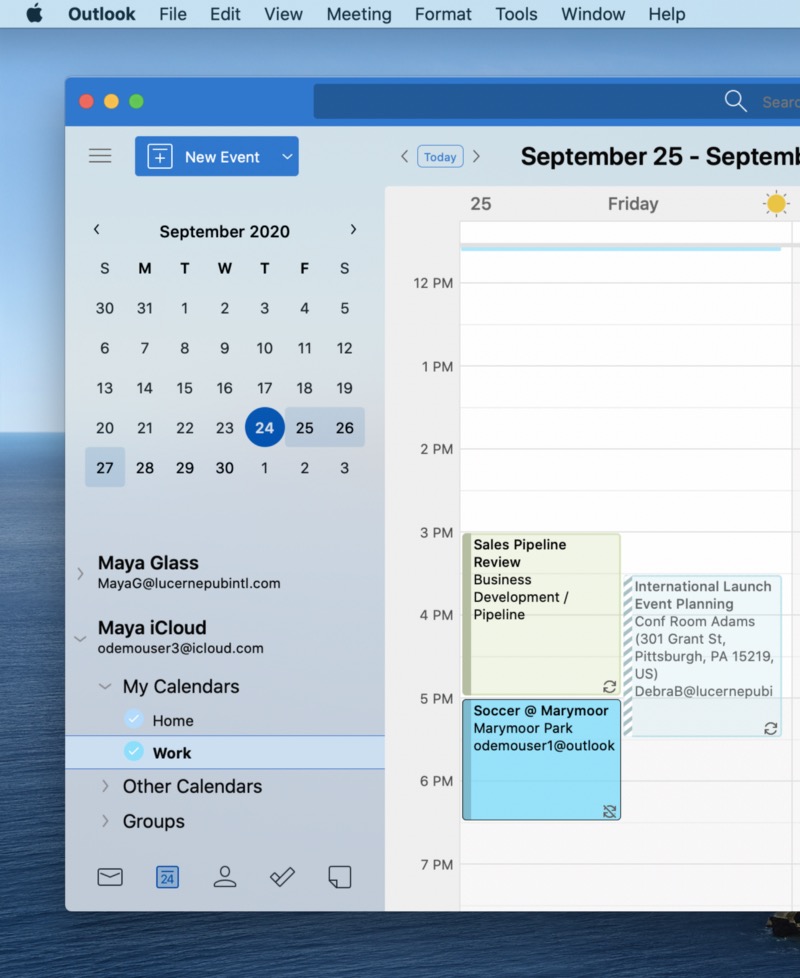 Outlook File Edit View Meeting Format Tools Window Help
New Event
Today
September 25 -
September 2020
S M T W T F S
30 31 1 2 3 4 5
6 7 8 9 10 11 12
13 14 15 16 17 18 19
20 21 22 23 24 25 26
27 28 29 30 1 2 3
Maya Glass
MayaG@lucernepubintl.com
Maya iCloud
odemouser3@icloud.com
My Calendars
Home
Work
Other Calendars
Groups
24
25 Friday
12 PM
1 PM
2 PM
3 PM
4 PM
5 PM
6 PM
7 PM
Sales Pipeline
Review
Business
Development /
Pipeline
International Launch
Event Planning
Conf Room Adams
(301 Grant St,
Pittsburgh, PA 15219,
US)
DebraB@lucernepubi
Soccer @ Marymoor
Marymoor Park
odemouser1@outlook